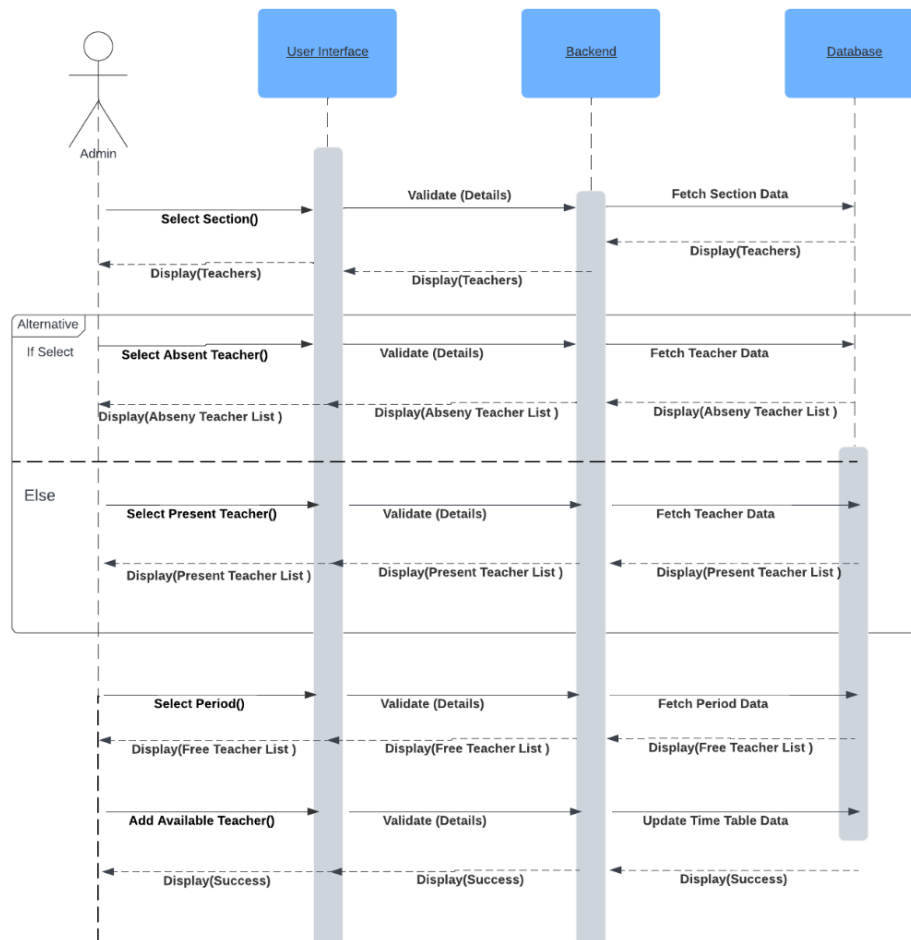 User Interface
Backend
Database
Admin
Validate (Details)
Fetch Section Data
Select Section()
Display(Teachers)
Display(Teachers)
Display(Teachers)
Alternative
If Select
Select Absent Teacher()
Validate (Details)
Fetch Teacher Data
Display(Abseny Teacher List )
Display(Abseny Teacher List )
Display(Abseny Teacher List )
Else
Select Present Teacher()
Validate (Details)
Fetch Teacher Data
Display(Present Teacher List )
Display(Present Teacher List )
Display(Present Teacher List )
Select Period()
Validate (Details)
Fetch Period Data
Display(Free Teacher List )
Display(Free Teacher List )
Display(Free Teacher List )
Add Available Teacher()
Validate (Details)
Update Time Table Data
Display(Success)
Display(Success)
Display(Success)